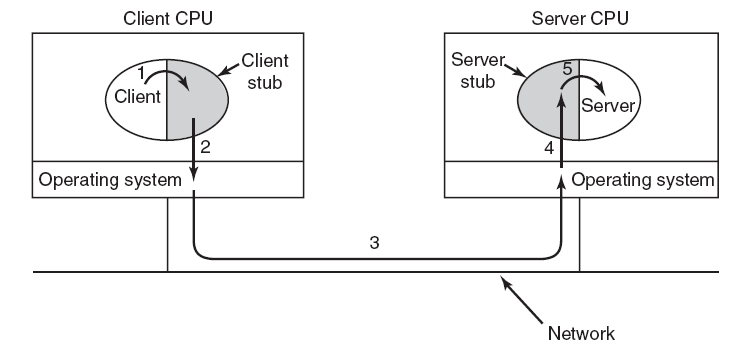 Client CPU
Server CPU
1
Client
Client
stub
2
Operating system
Server
stub
5
Server
4
Operating system
3
Network